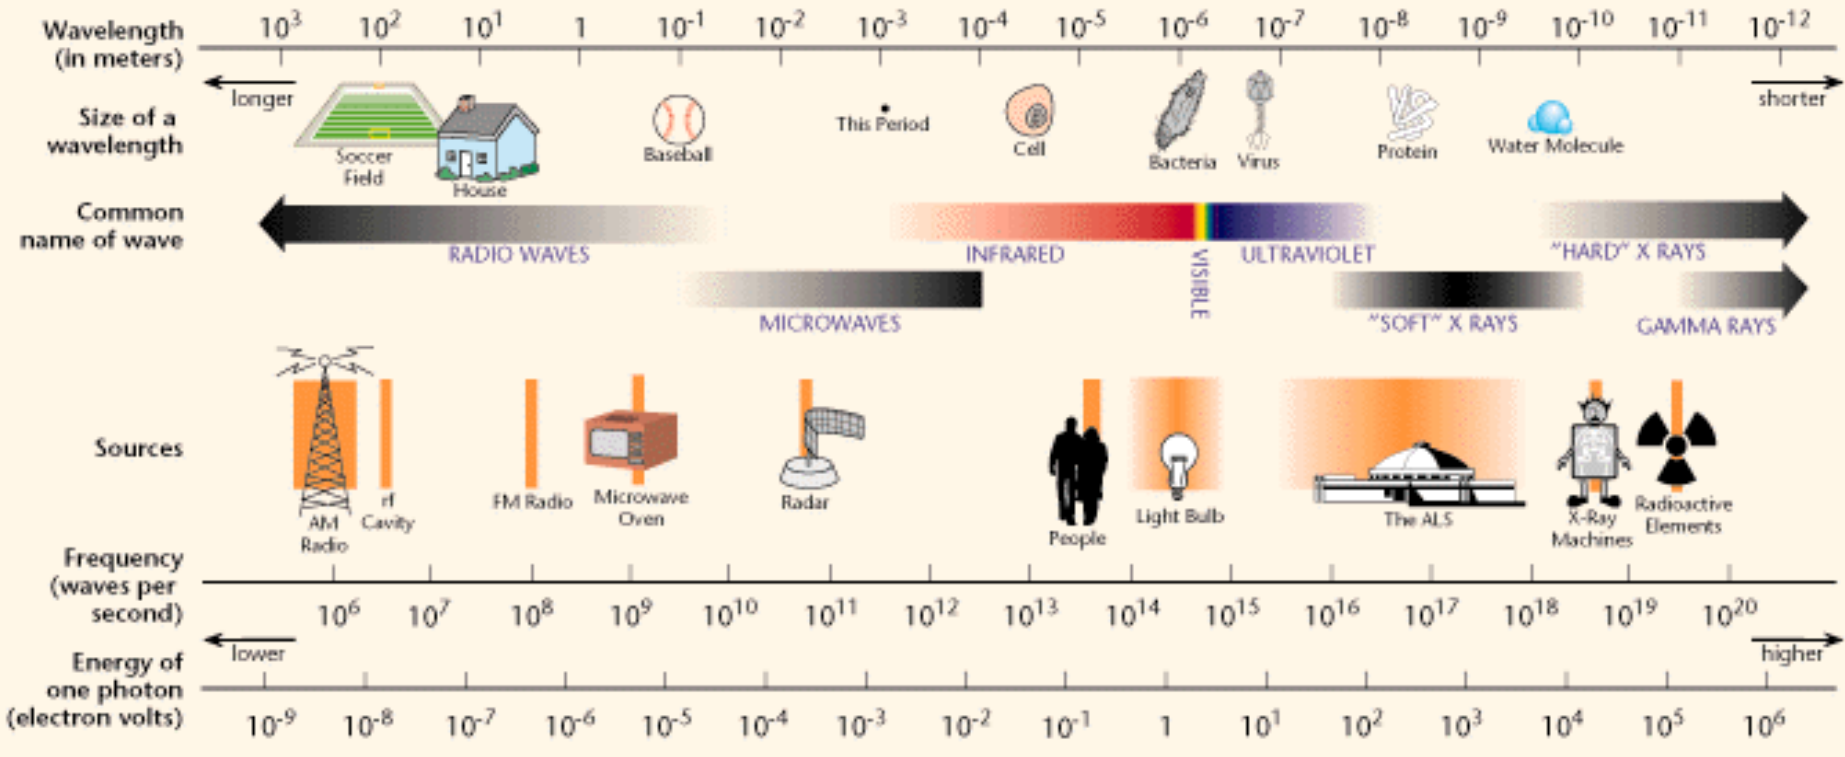 Wavelength
(in meters)
10³ 10² 10¹ 1 10⁻¹ 10⁻² 10⁻³ 10⁻⁴ 10⁻⁵ 10⁻⁶ 10⁻⁷ 10⁻⁸ 10⁻⁹ 10⁻¹⁰ 10⁻¹¹ 10⁻¹²
longer
shorter
Size of a
wavelength
Soccer
Field
House
Baseball
This Period
Cell
Bacteria
Virus
Protein
Water Molecule
Common
name of wave
RADIO WAVES
INFRARED
VISIBLE
ULTRAVIOLET
"HARD" X RAYS
MICROWAVES
"SOFT" X RAYS
GAMMA RAYS
Sources
AM
Radio
rf
Cavity
FM Radio
Microwave
Oven
Radar
People
Light Bulb
The ALS
X-Ray
Machines
Radioactive
Elements
Frequency
(waves per
second)
10⁶ 10⁷ 10⁸ 10⁹ 10¹⁰ 10¹¹ 10¹² 10¹³ 10¹⁴ 10¹⁵ 10¹⁶ 10¹⁷ 10¹⁸ 10¹⁹ 10²⁰
lower
higher
Energy of
one photon
(electron volts)
10⁻⁹ 10⁻⁸ 10⁻⁷ 10⁻⁶ 10⁻⁵ 10⁻⁴ 10⁻³ 10⁻² 10⁻¹ 1 10¹ 10² 10³ 10⁴ 10⁵ 10⁶